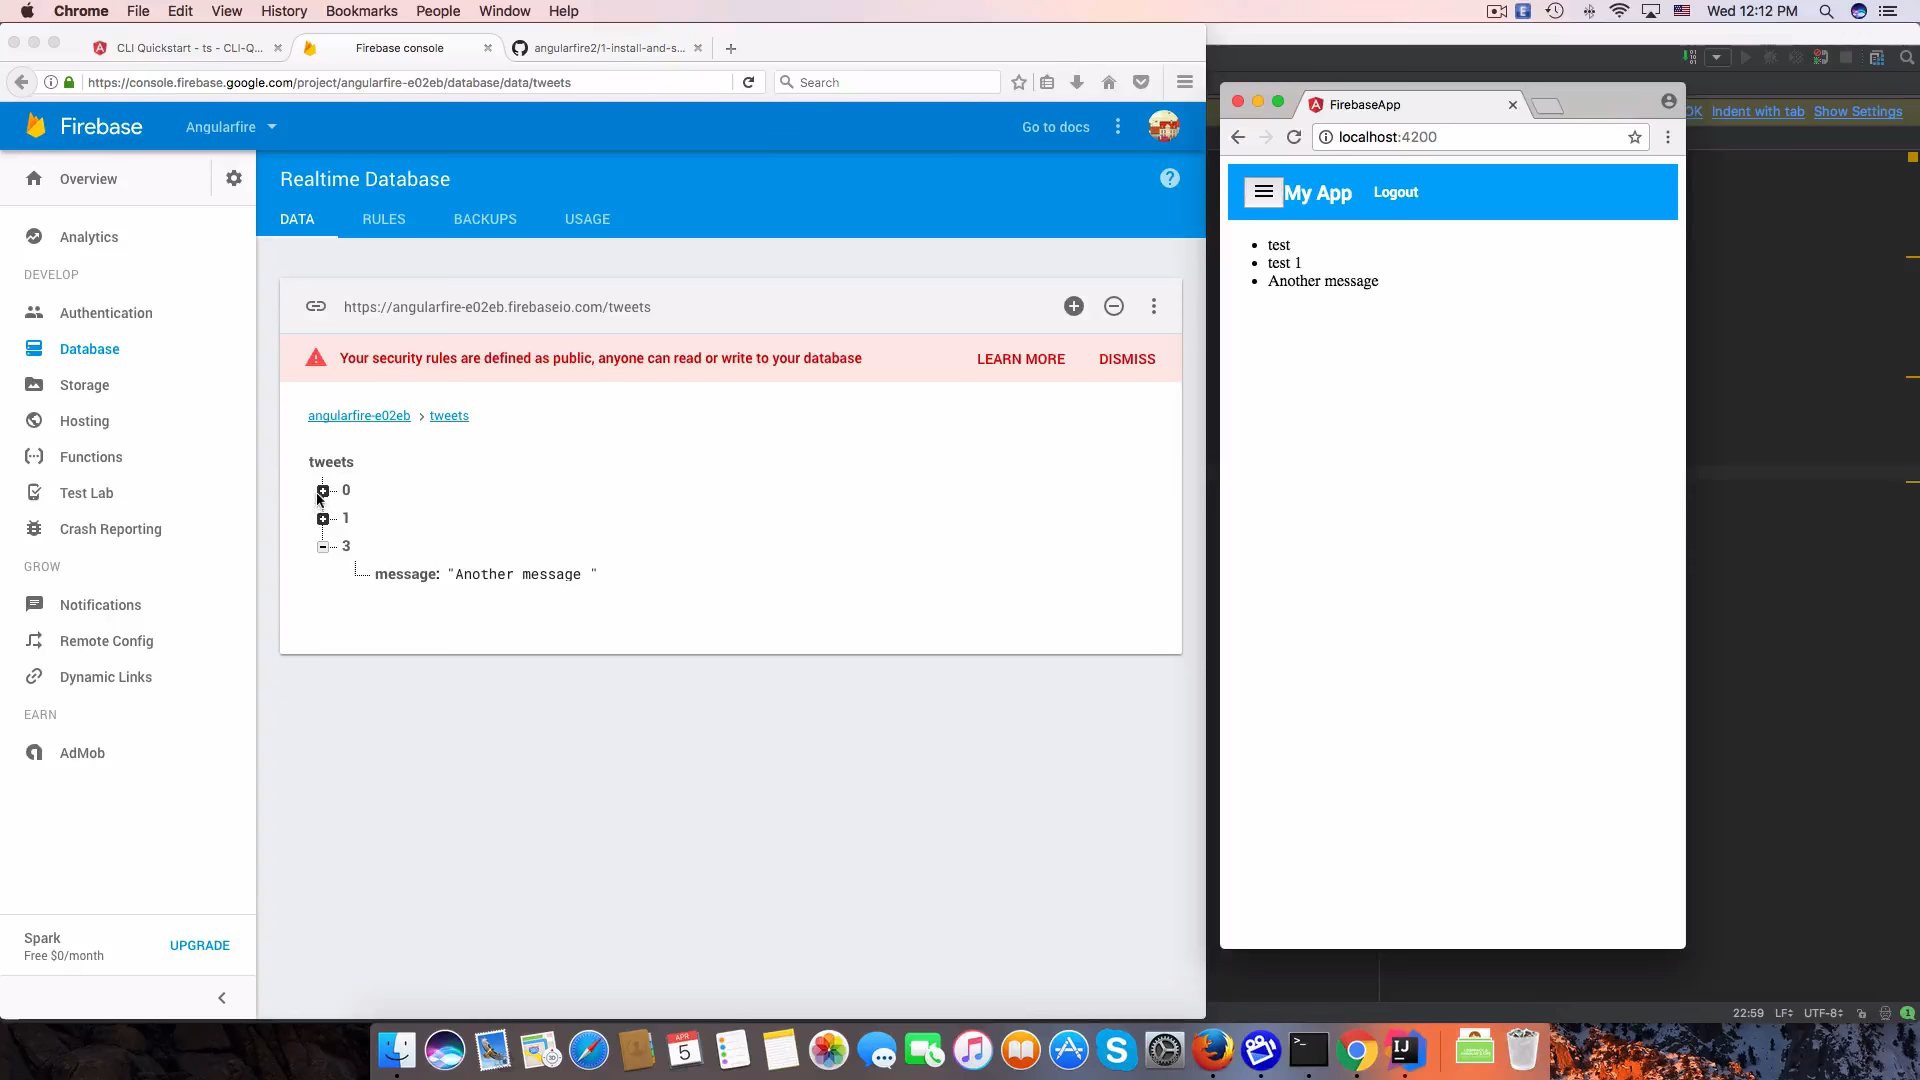 Chrome File Edit View History Bookmarks People Window Help Wed 12:12 PM
CLI Quickstart - ts - CLI-Q... Firebase console angularfire2/1-install-and-s...
https://console.firebase.google.com/project/angularfire-e02eb/database/data/tweets Search
Firebase Angularfire Go to docs
Overview
Analytics
DEVELOP
Authentication
Database
Storage
Hosting
Functions
Test Lab
Crash Reporting
GROW
Notifications
Remote Config
Dynamic Links
EARN
AdMob
Spark
Free $0/month
UPGRADE
Realtime Database
DATA RULES BACKUPS USAGE
https://angularfire-e02eb.firebaseio.com/tweets
Your security rules are defined as public, anyone can read or write to your database LEARN MORE DISMISS
angularfire-e02eb › tweets
tweets
0
1
3
message: "Another message "
FirebaseApp
localhost:4200
My App Logout
test
test 1
Another message
OK Indent with tab Show Settings
22:59 LF÷ UTF-8÷
APR
5